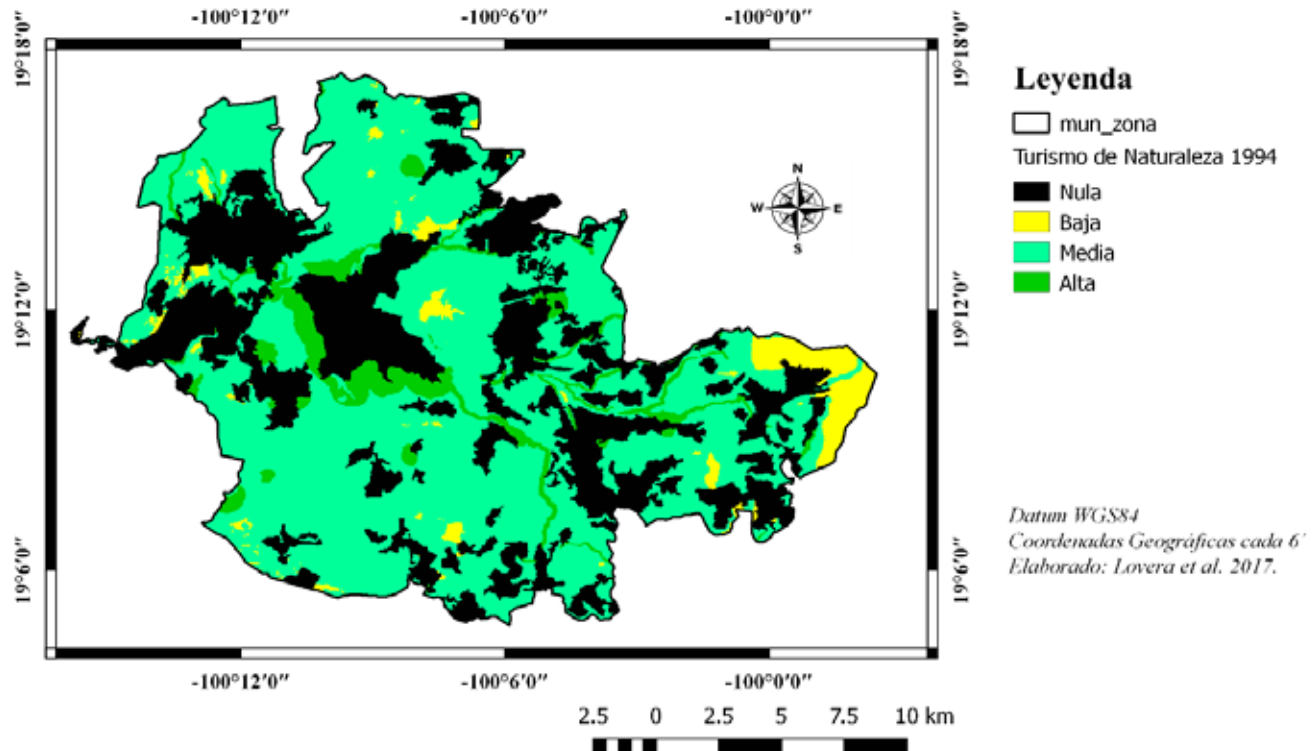 -100°12'0" -100°6'0" -100°0'0"
19°18'0" 19°18'0"
19°12'0" 19°12'0"
19°6'0" 19°6'0"
-100°12'0" -100°6'0" -100°0'0"
N
W E
S
2.5 0 2.5 5 7.5 10 km
Leyenda
mun_zona
Turismo de Naturaleza 1994
Nula
Baja
Media
Alta
Datum WGS84
Coordenadas Geográficas cada 6´
Elaborado: Lovera et al. 2017.